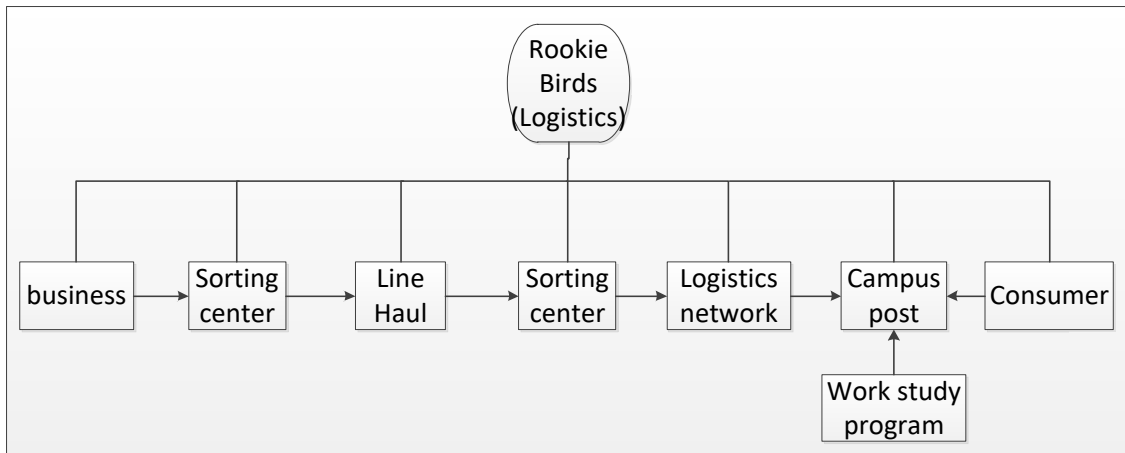 Rookie
Birds
(Logistics)
business
Sorting
center
Line
Haul
Sorting
center
Logistics
network
Campus
post
Consumer
Work study
program